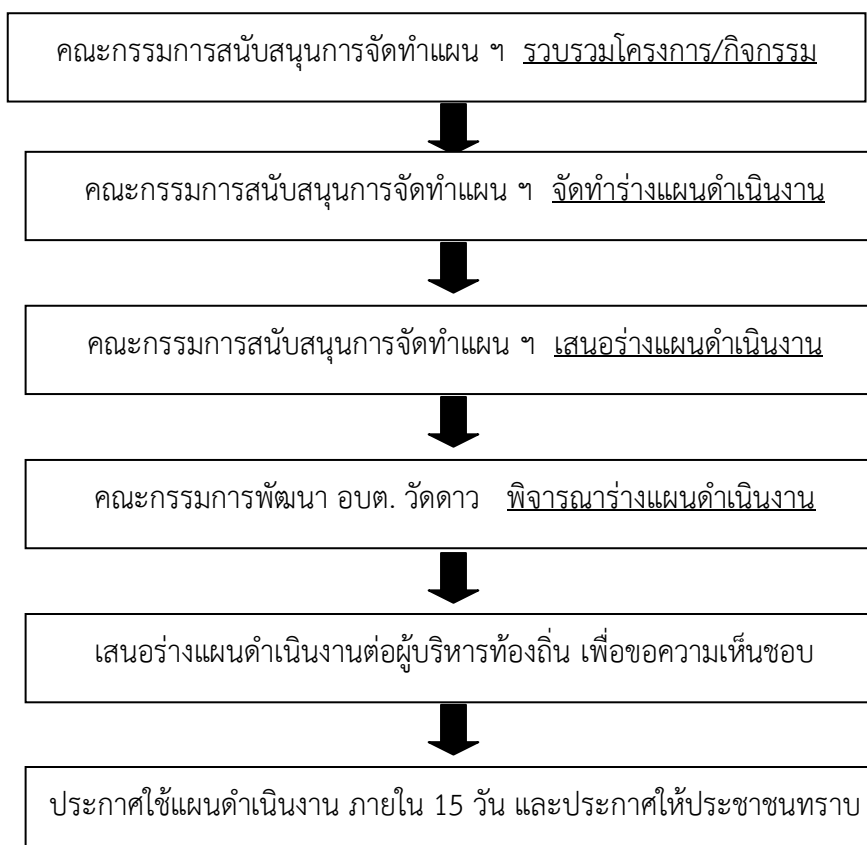 คณะกรรมการสนับสนุนการจัดทำแผน ฯ รวบรวมโครงการ/กิจกรรม
คณะกรรมการสนับสนุนการจัดทำแผน ฯ จัดทำร่างแผนดำเนินงาน
คณะกรรมการสนับสนุนการจัดทำแผน ฯ เสนอร่างแผนดำเนินงาน
คณะกรรมการพัฒนา อบต. วัดดาว พิจารณาร่างแผนดำเนินงาน
เสนอร่างแผนดำเนินงานต่อผู้บริหารท้องถิ่น เพื่อขอความเห็นชอบ
ประกาศใช้แผนดำเนินงาน ภายใน 15 วัน และประกาศให้ประชาชนทราบ